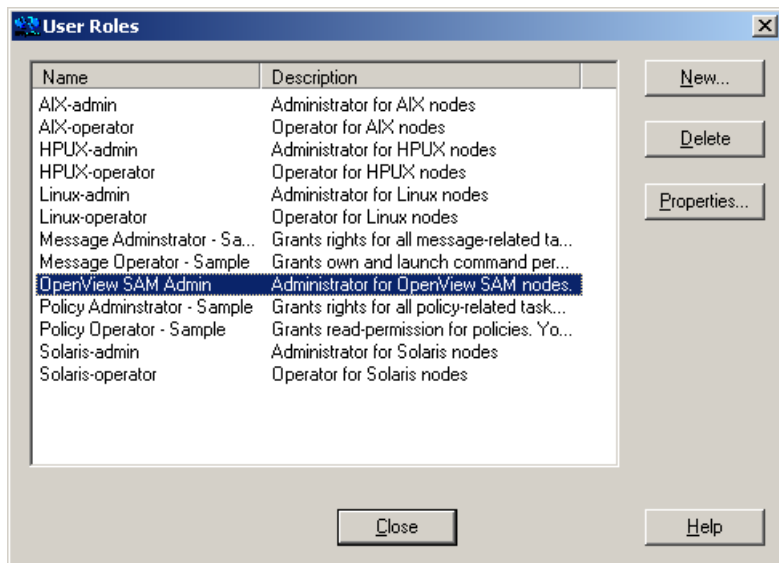 User Roles
Name Description
AIX-admin Administrator for AIX nodes
AIX-operator Operator for AIX nodes
HPUX-admin Administrator for HPUX nodes
HPUX-operator Operator for HPUX nodes
Linux-admin Administrator for Linux nodes
Linux-operator Operator for Linux nodes
Message Adminstrator - Sa... Grants rights for all message-related ta...
Message Operator - Sample Grants own and launch command per...
OpenView SAM Admin Administrator for OpenView SAM nodes.
Policy Adminstrator - Sample Grants rights for all policy-related task...
Policy Operator - Sample Grants read-permission for policies. Yo...
Solaris-admin Administrator for Solaris nodes
Solaris-operator Operator for Solaris nodes
New...
Delete
Properties...
Close
Help